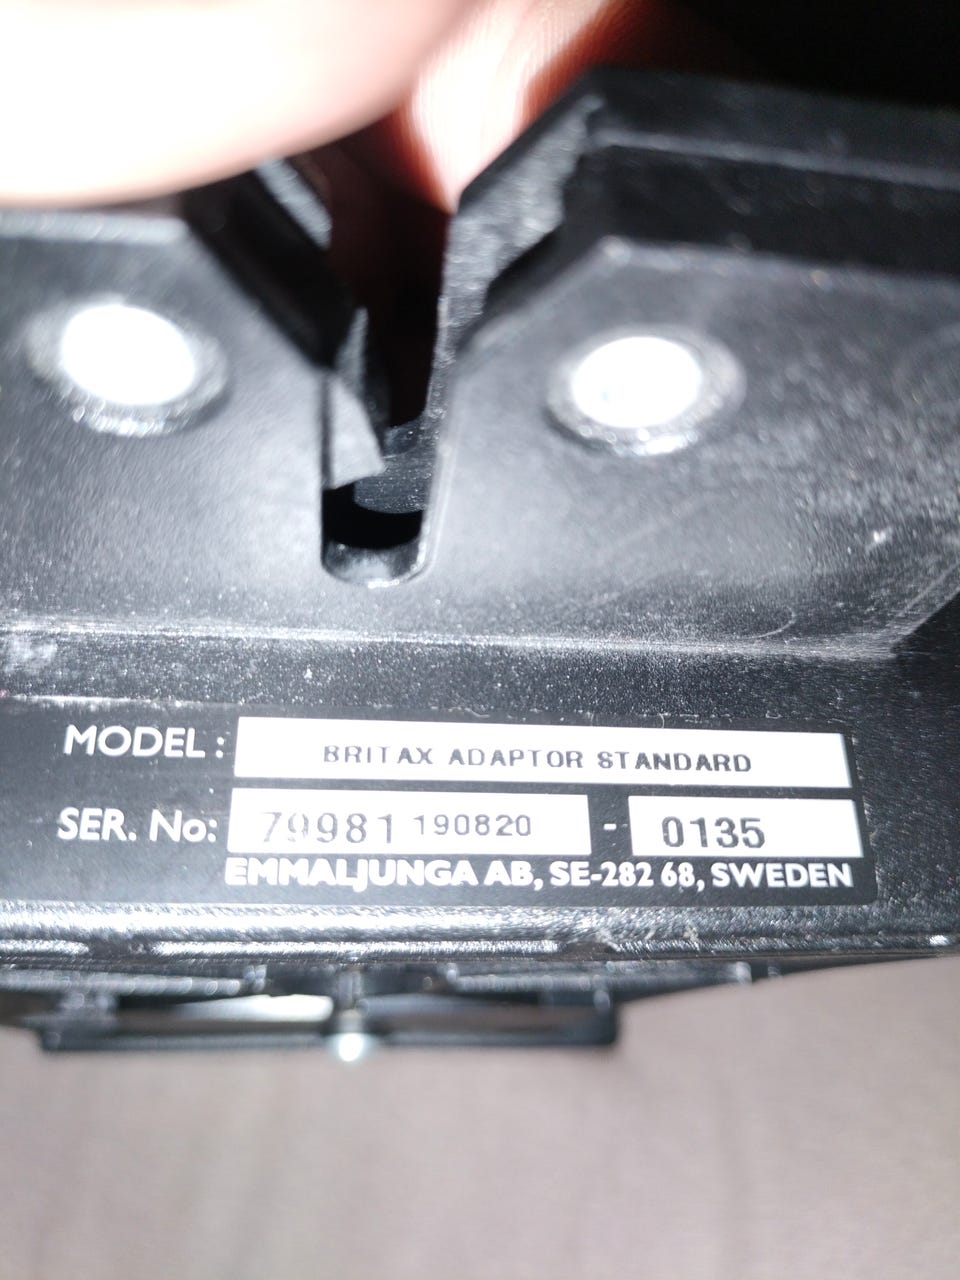 MODEL: BRITAX ADAPTOR STANDARD
SER. No: 79981 190820 - 0135
EMMALJUNGA AB, SE-282 68, SWEDEN